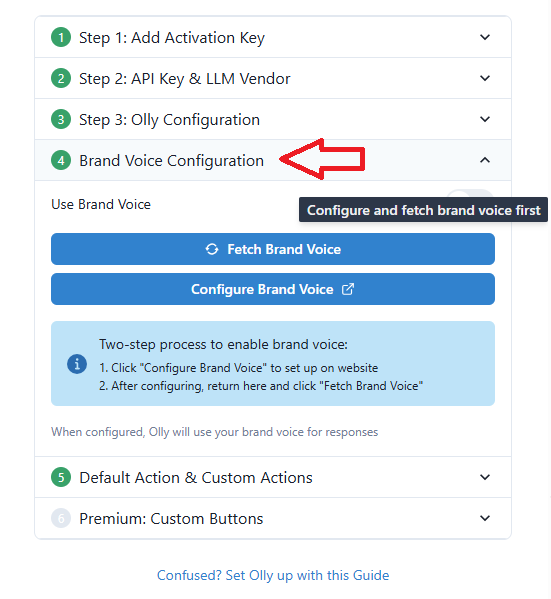 1 Step 1: Add Activation Key
2 Step 2: API Key & LLM Vendor
3 Step 3: Olly Configuration
4 Brand Voice Configuration
Use Brand Voice
Configure and fetch brand voice first
Fetch Brand Voice
Configure Brand Voice
Two-step process to enable brand voice:
1. Click "Configure Brand Voice" to set up on website
2. After configuring, return here and click "Fetch Brand Voice"
When configured, Olly will use your brand voice for responses
5 Default Action & Custom Actions
6 Premium: Custom Buttons
Confused? Set Olly up with this Guide